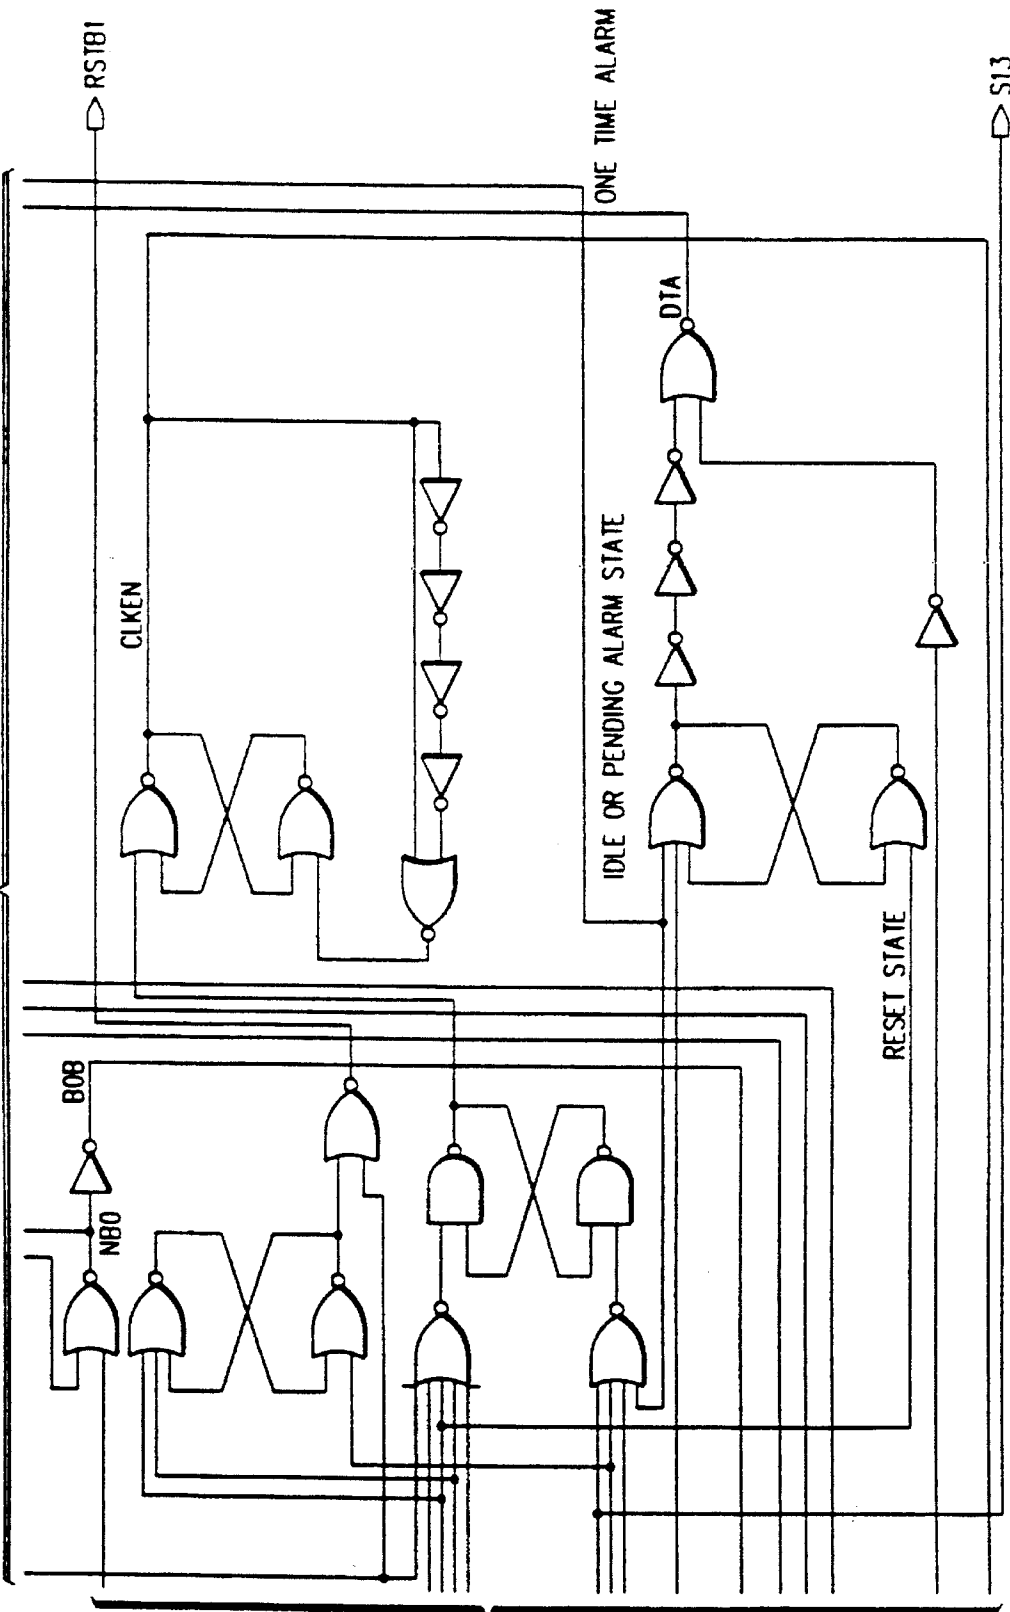 RSTB1
ONE TIME ALARM
S13
DTA
CLKEN
IDLE OR PENDING ALARM STATE
RESET STATE
BOB
NBO